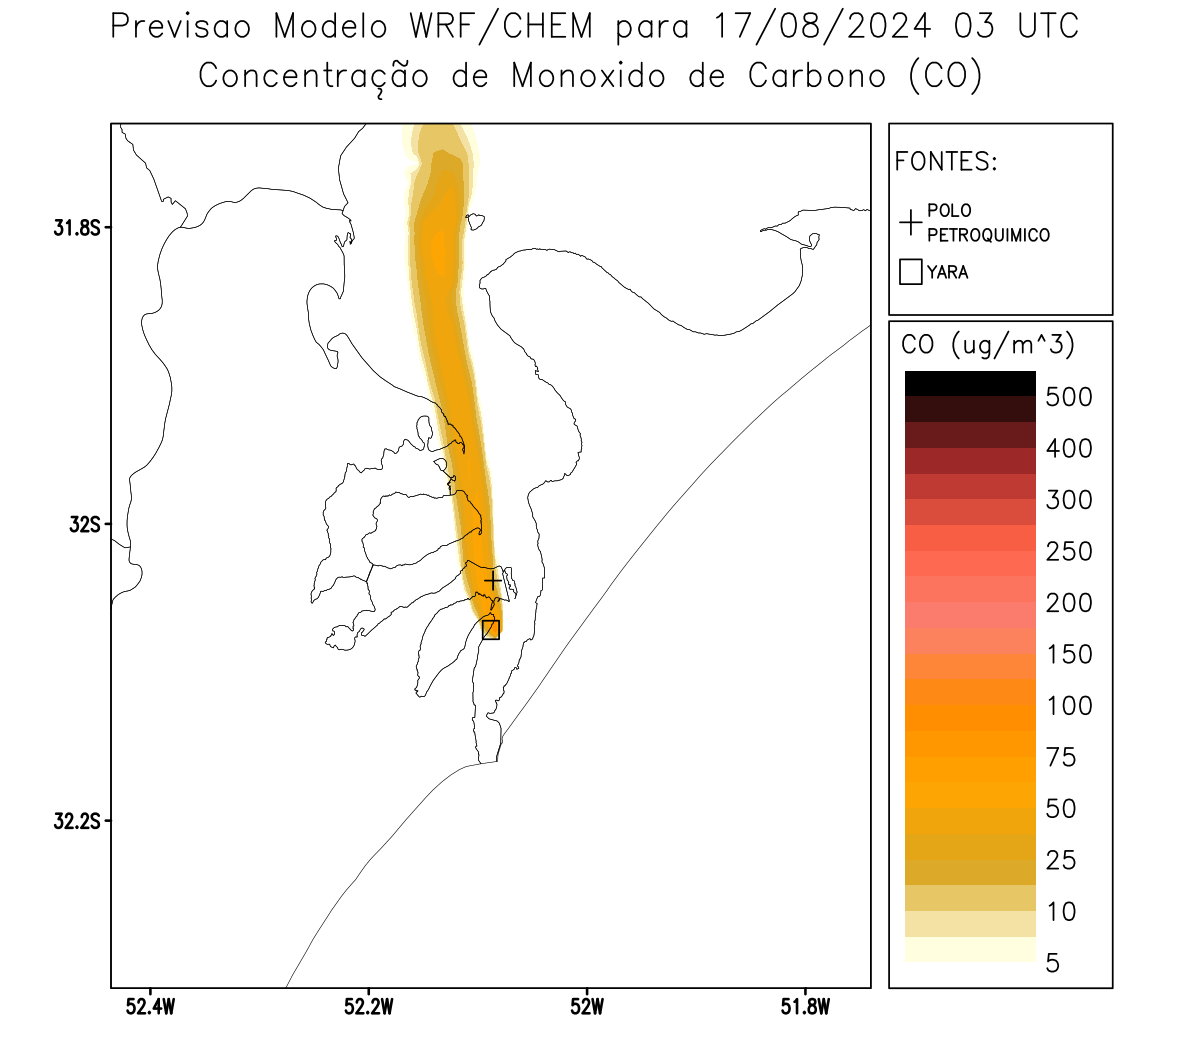 Previsao Modelo WRF/CHEM para 17/08/2024 03 UTC
Concentração de Monoxido de Carbono (CO)
FONTES:
POLO
PETROQUIMICO
YARA
CO (ug/m^3)
500
400
300
250
200
150
100
75
50
25
10
5
31.8S
32S
32.2S
52.4W
52.2W
52W
51.8W